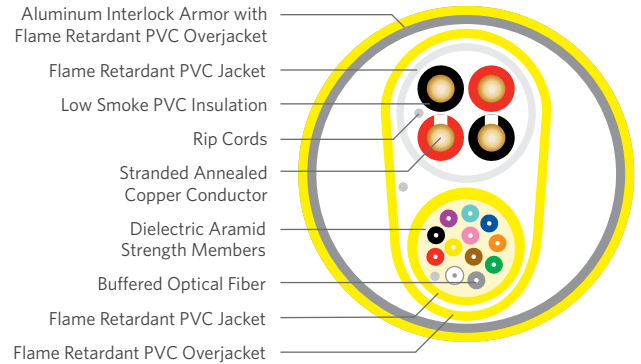 Aluminum Interlock Armor with
Flame Retardant PVC Overjacket
Flame Retardant PVC Jacket
Low Smoke PVC Insulation
Rip Cords
Stranded Annealed
Copper Conductor
Dielectric Aramid
Strength Members
Buffered Optical Fiber
Flame Retardant PVC Jacket
Flame Retardant PVC Overjacket